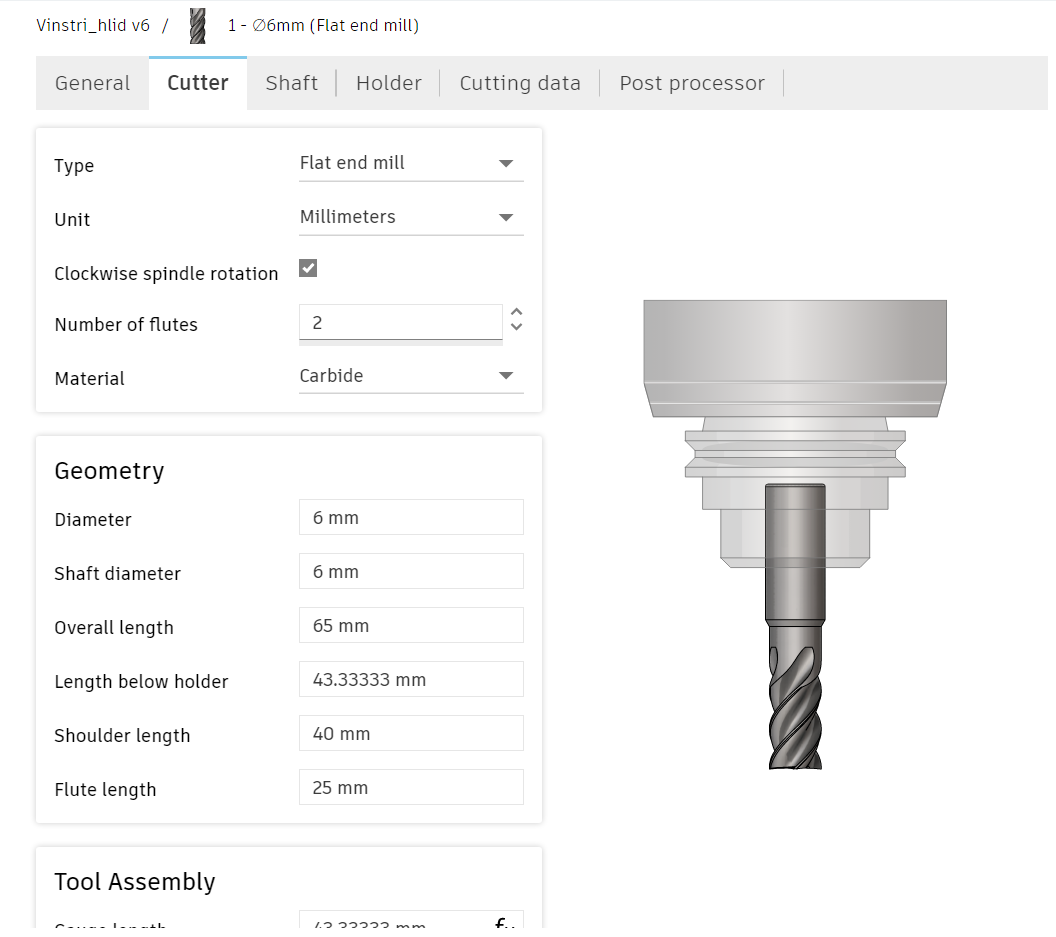 Vinstri_hlid v6 / 1 - ∅6mm (Flat end mill)
General Cutter Shaft Holder Cutting data Post processor
Type Flat end mill
Unit Millimeters
Clockwise spindle rotation
Number of flutes 2
Material Carbide
Geometry
Diameter 6 mm
Shaft diameter 6 mm
Overall length 65 mm
Length below holder 43.33333 mm
Shoulder length 40 mm
Flute length 25 mm
Tool Assembly
Gauge length 43.33333 mm